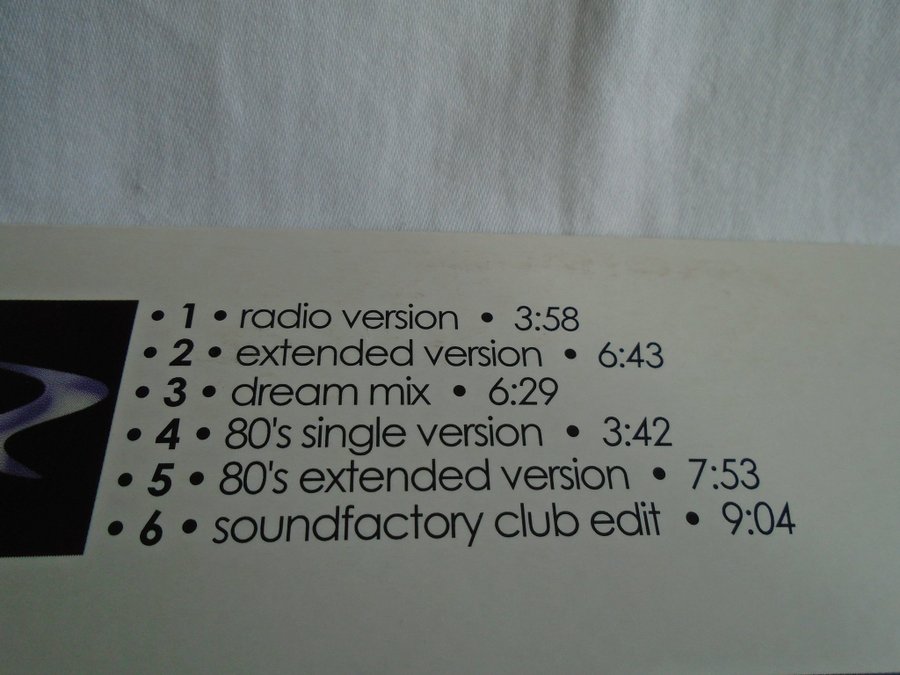 • 1 • radio version • 3:58
• 2 • extended version • 6:43
• 3 • dream mix • 6:29
• 4 • 80's single version • 3:42
• 5 • 80's extended version • 7:53
• 6 • soundfactory club edit • 9:04